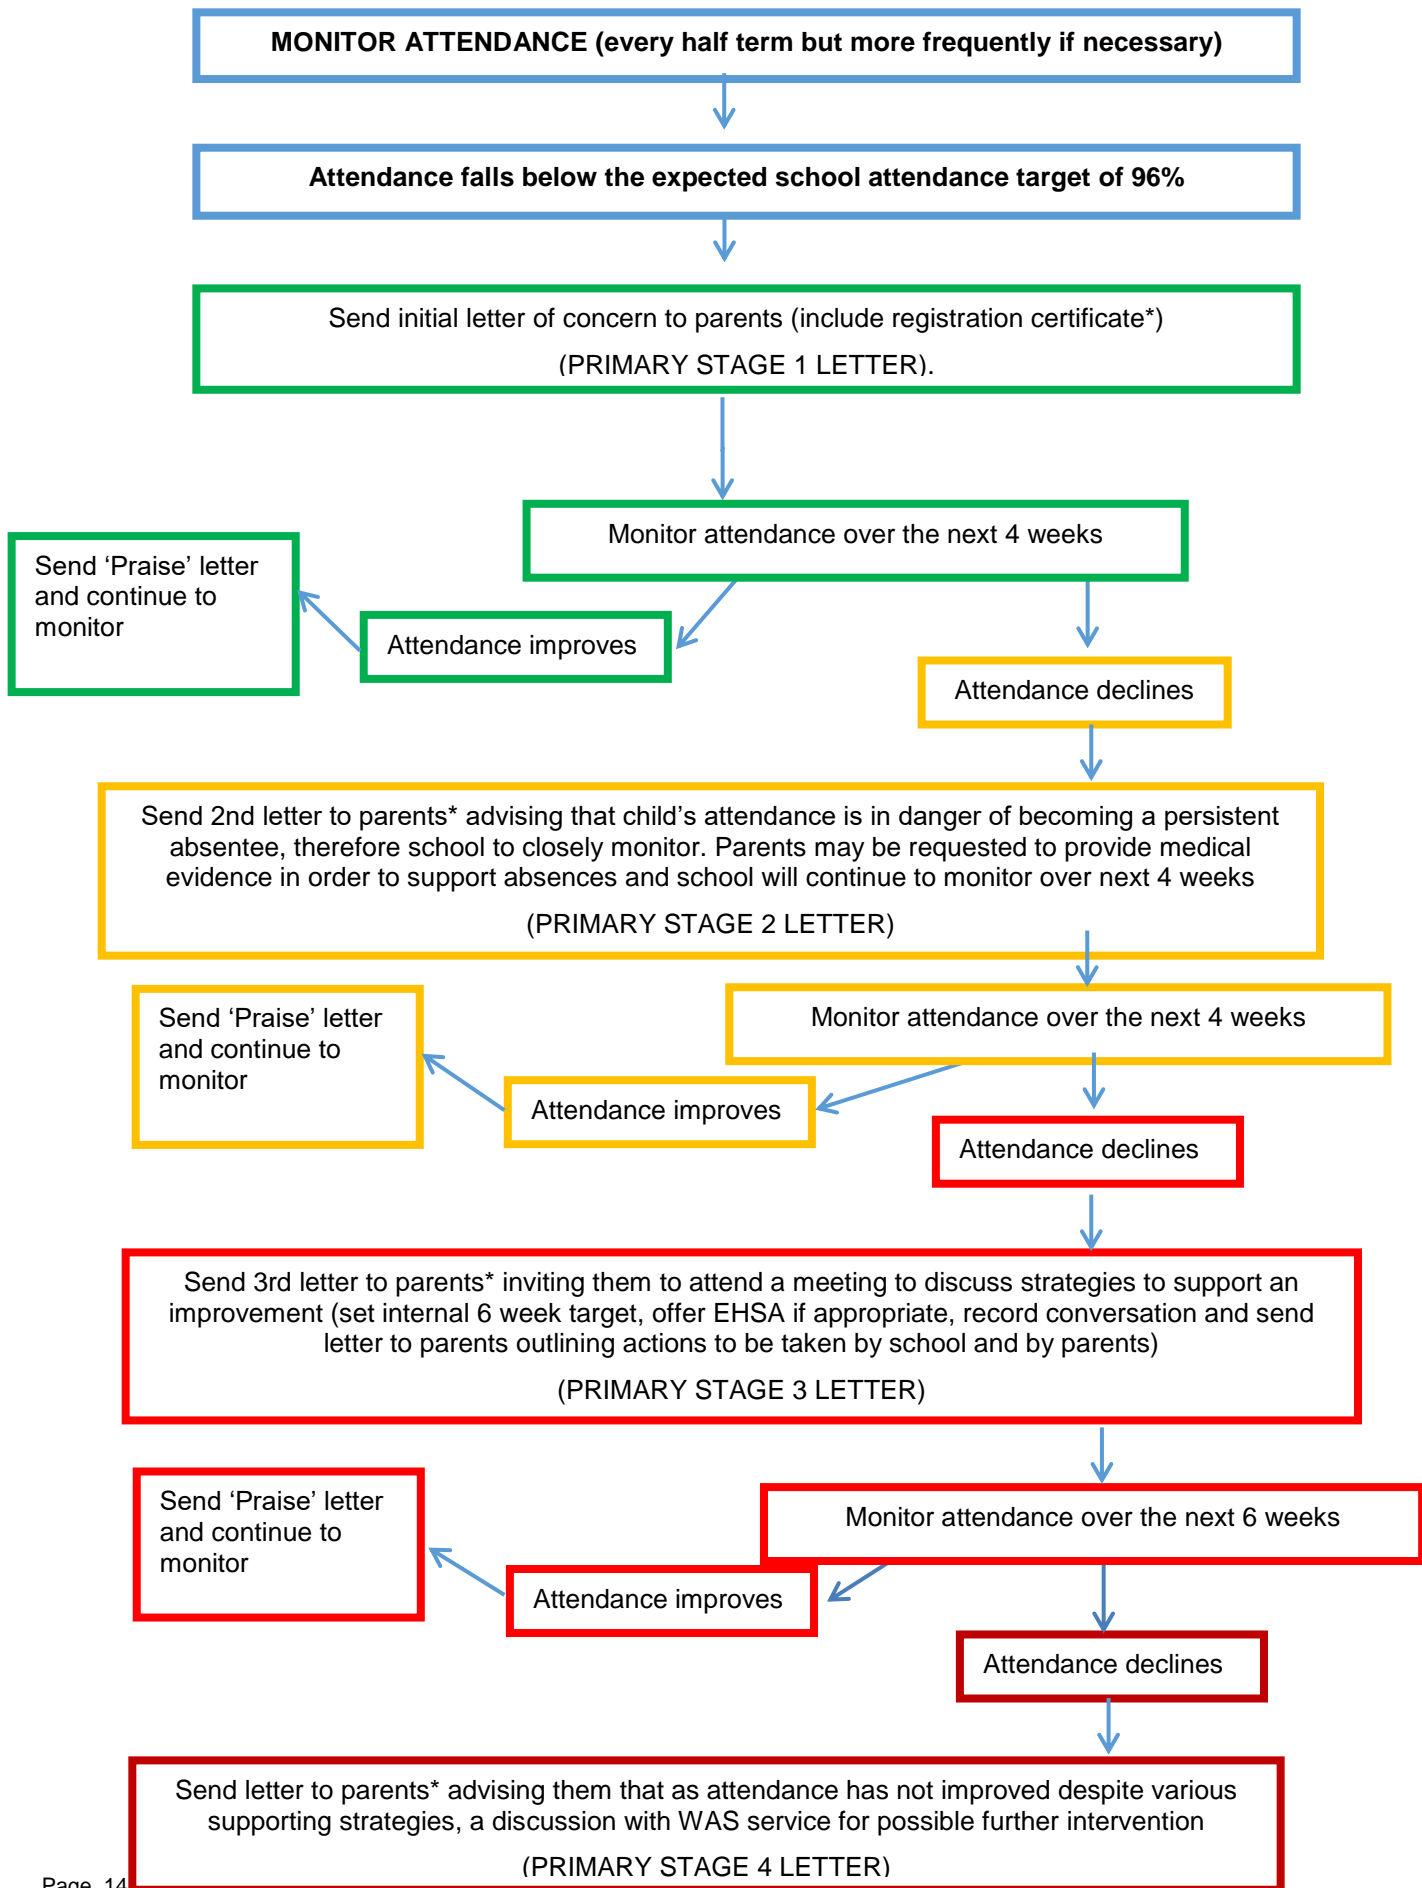 MONITOR ATTENDANCE (every half term but more frequently if necessary)
Attendance falls below the expected school attendance target of 96%
Send initial letter of concern to parents (include registration certificate*)
(PRIMARY STAGE 1 LETTER).
Monitor attendance over the next 4 weeks
Send ‘Praise’ letter
and continue to
monitor
Attendance improves
Attendance declines
Send 2nd letter to parents* advising that child’s attendance is in danger of becoming a persistent
absentee, therefore school to closely monitor. Parents may be requested to provide medical
evidence in order to support absences and school will continue to monitor over next 4 weeks
(PRIMARY STAGE 2 LETTER)
Send ‘Praise’ letter
and continue to
monitor
Monitor attendance over the next 4 weeks
Attendance improves
Attendance declines
Send 3rd letter to parents* inviting them to attend a meeting to discuss strategies to support an
improvement (set internal 6 week target, offer EHSA if appropriate, record conversation and send
letter to parents outlining actions to be taken by school and by parents)
(PRIMARY STAGE 3 LETTER)
Send ‘Praise’ letter
and continue to
monitor
Monitor attendance over the next 6 weeks
Attendance improves
Attendance declines
Send letter to parents* advising them that as attendance has not improved despite various
supporting strategies, a discussion with WAS service for possible further intervention
(PRIMARY STAGE 4 LETTER)
Page 14